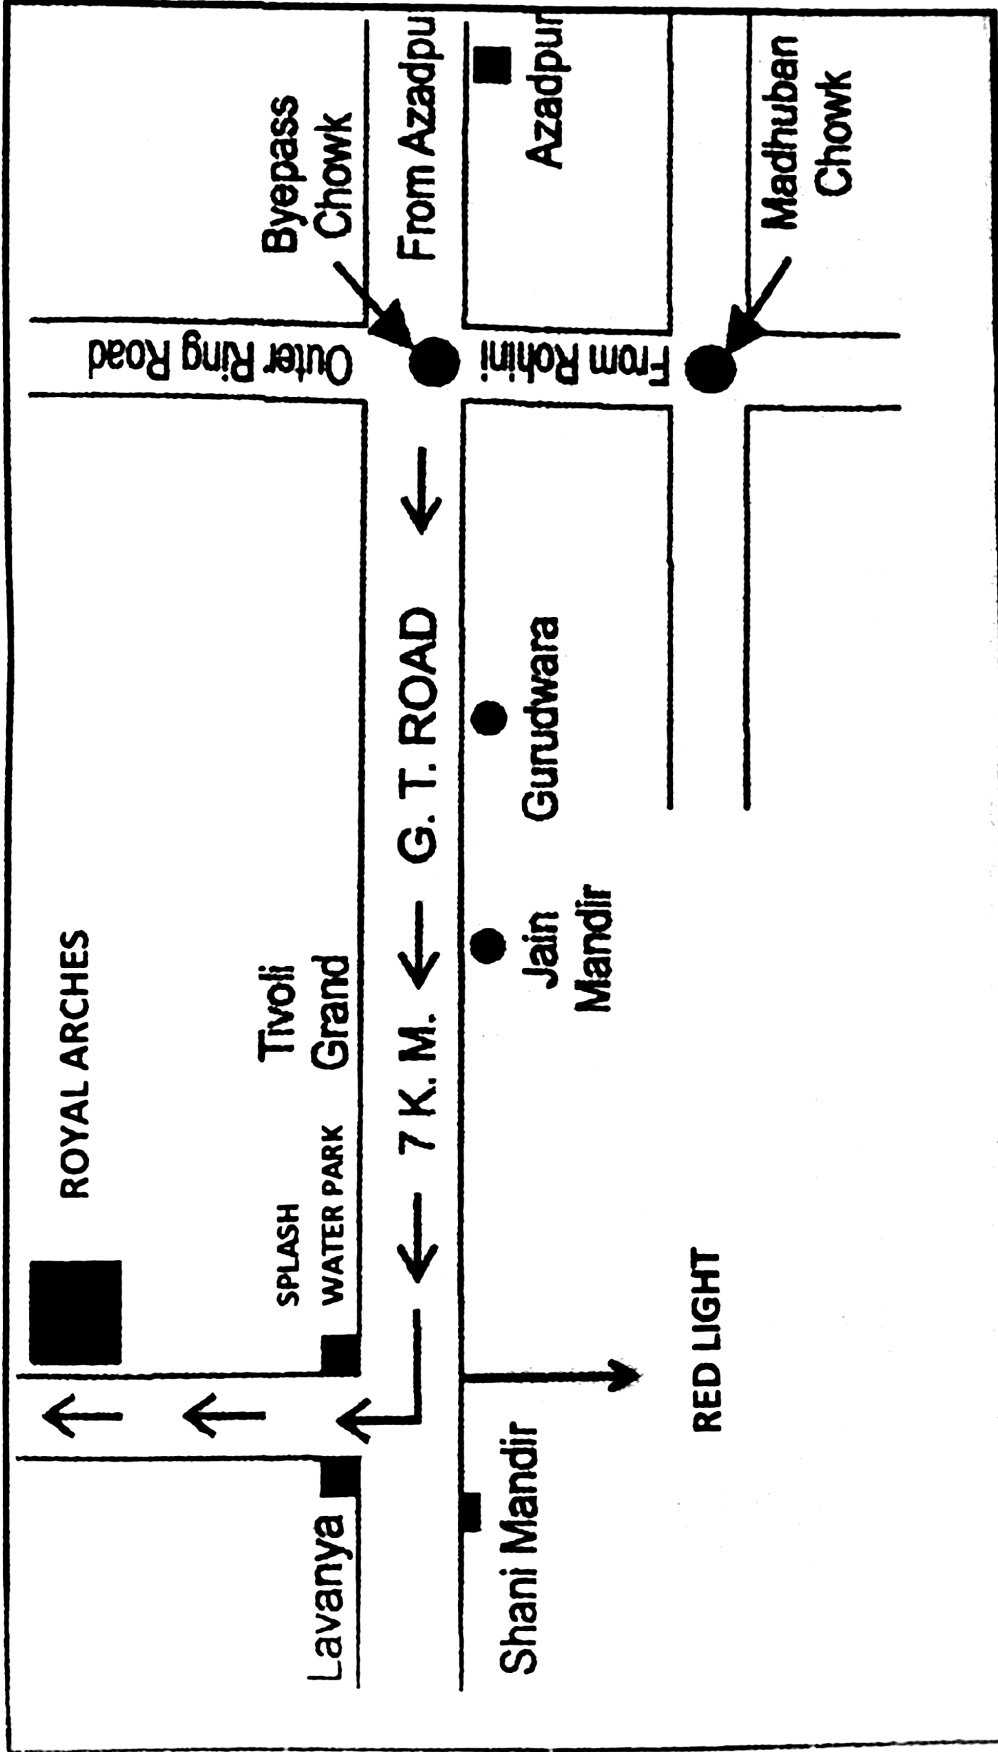 ROYAL ARCHES
SPLASH
WATER PARK
Tivoli
Grand
Lavanya
Outer Ring Road
Byepass
Chowk
7 K. M.
G. T. ROAD
From Azadpu
Shani Mandir
Jain
Mandir
Gurudwara
From Rohini
Azadpur
RED LIGHT
Madhuban
Chowk